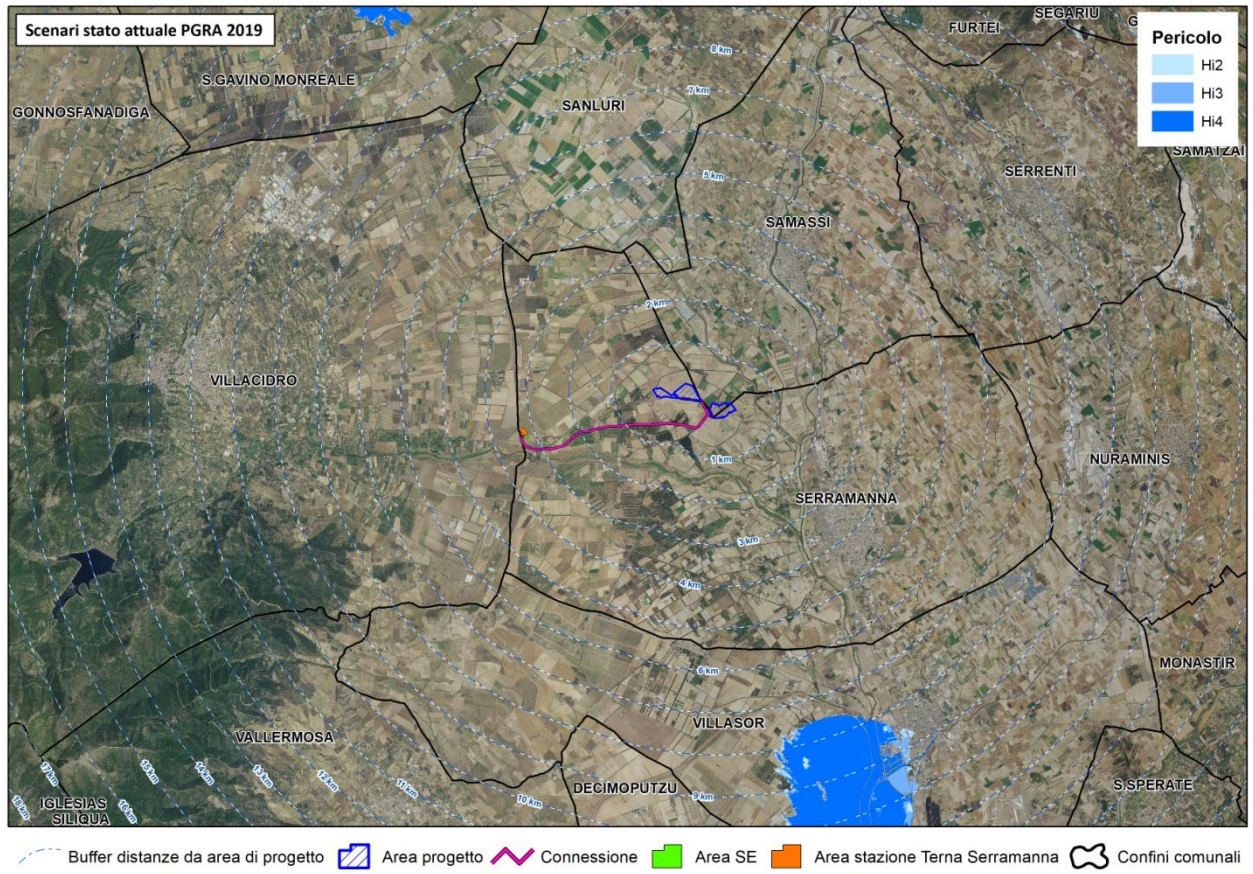 Scenari stato attuale PGRA 2019
SEGARIU
FURTEI
G
Pericolo
Hi2
Hi3
Hi4
8 km
S.GAVINO MONREALE
7 km
GONNOSFANADIGA
SANLURI
SAMATZAI
SERRENTI
5 km
SAMASSI
2 km
VILLACIDRO
1 km
NURAMINIS
SERRAMANNA
3 km
4 km
6 km
MONASTIR
VILLASOR
VALLERMOSA
17 km
16 km
15 km
14 km
13 km
12 km
11 km
10 km
9 km
18 km
DECIMOPUTZU
S.SPERATE
IGLESIAS
SILIQUA
Buffer distanze da area di progetto
Area progetto
Connessione
Area SE
Area stazione Terna Serramanna
Confini comunali